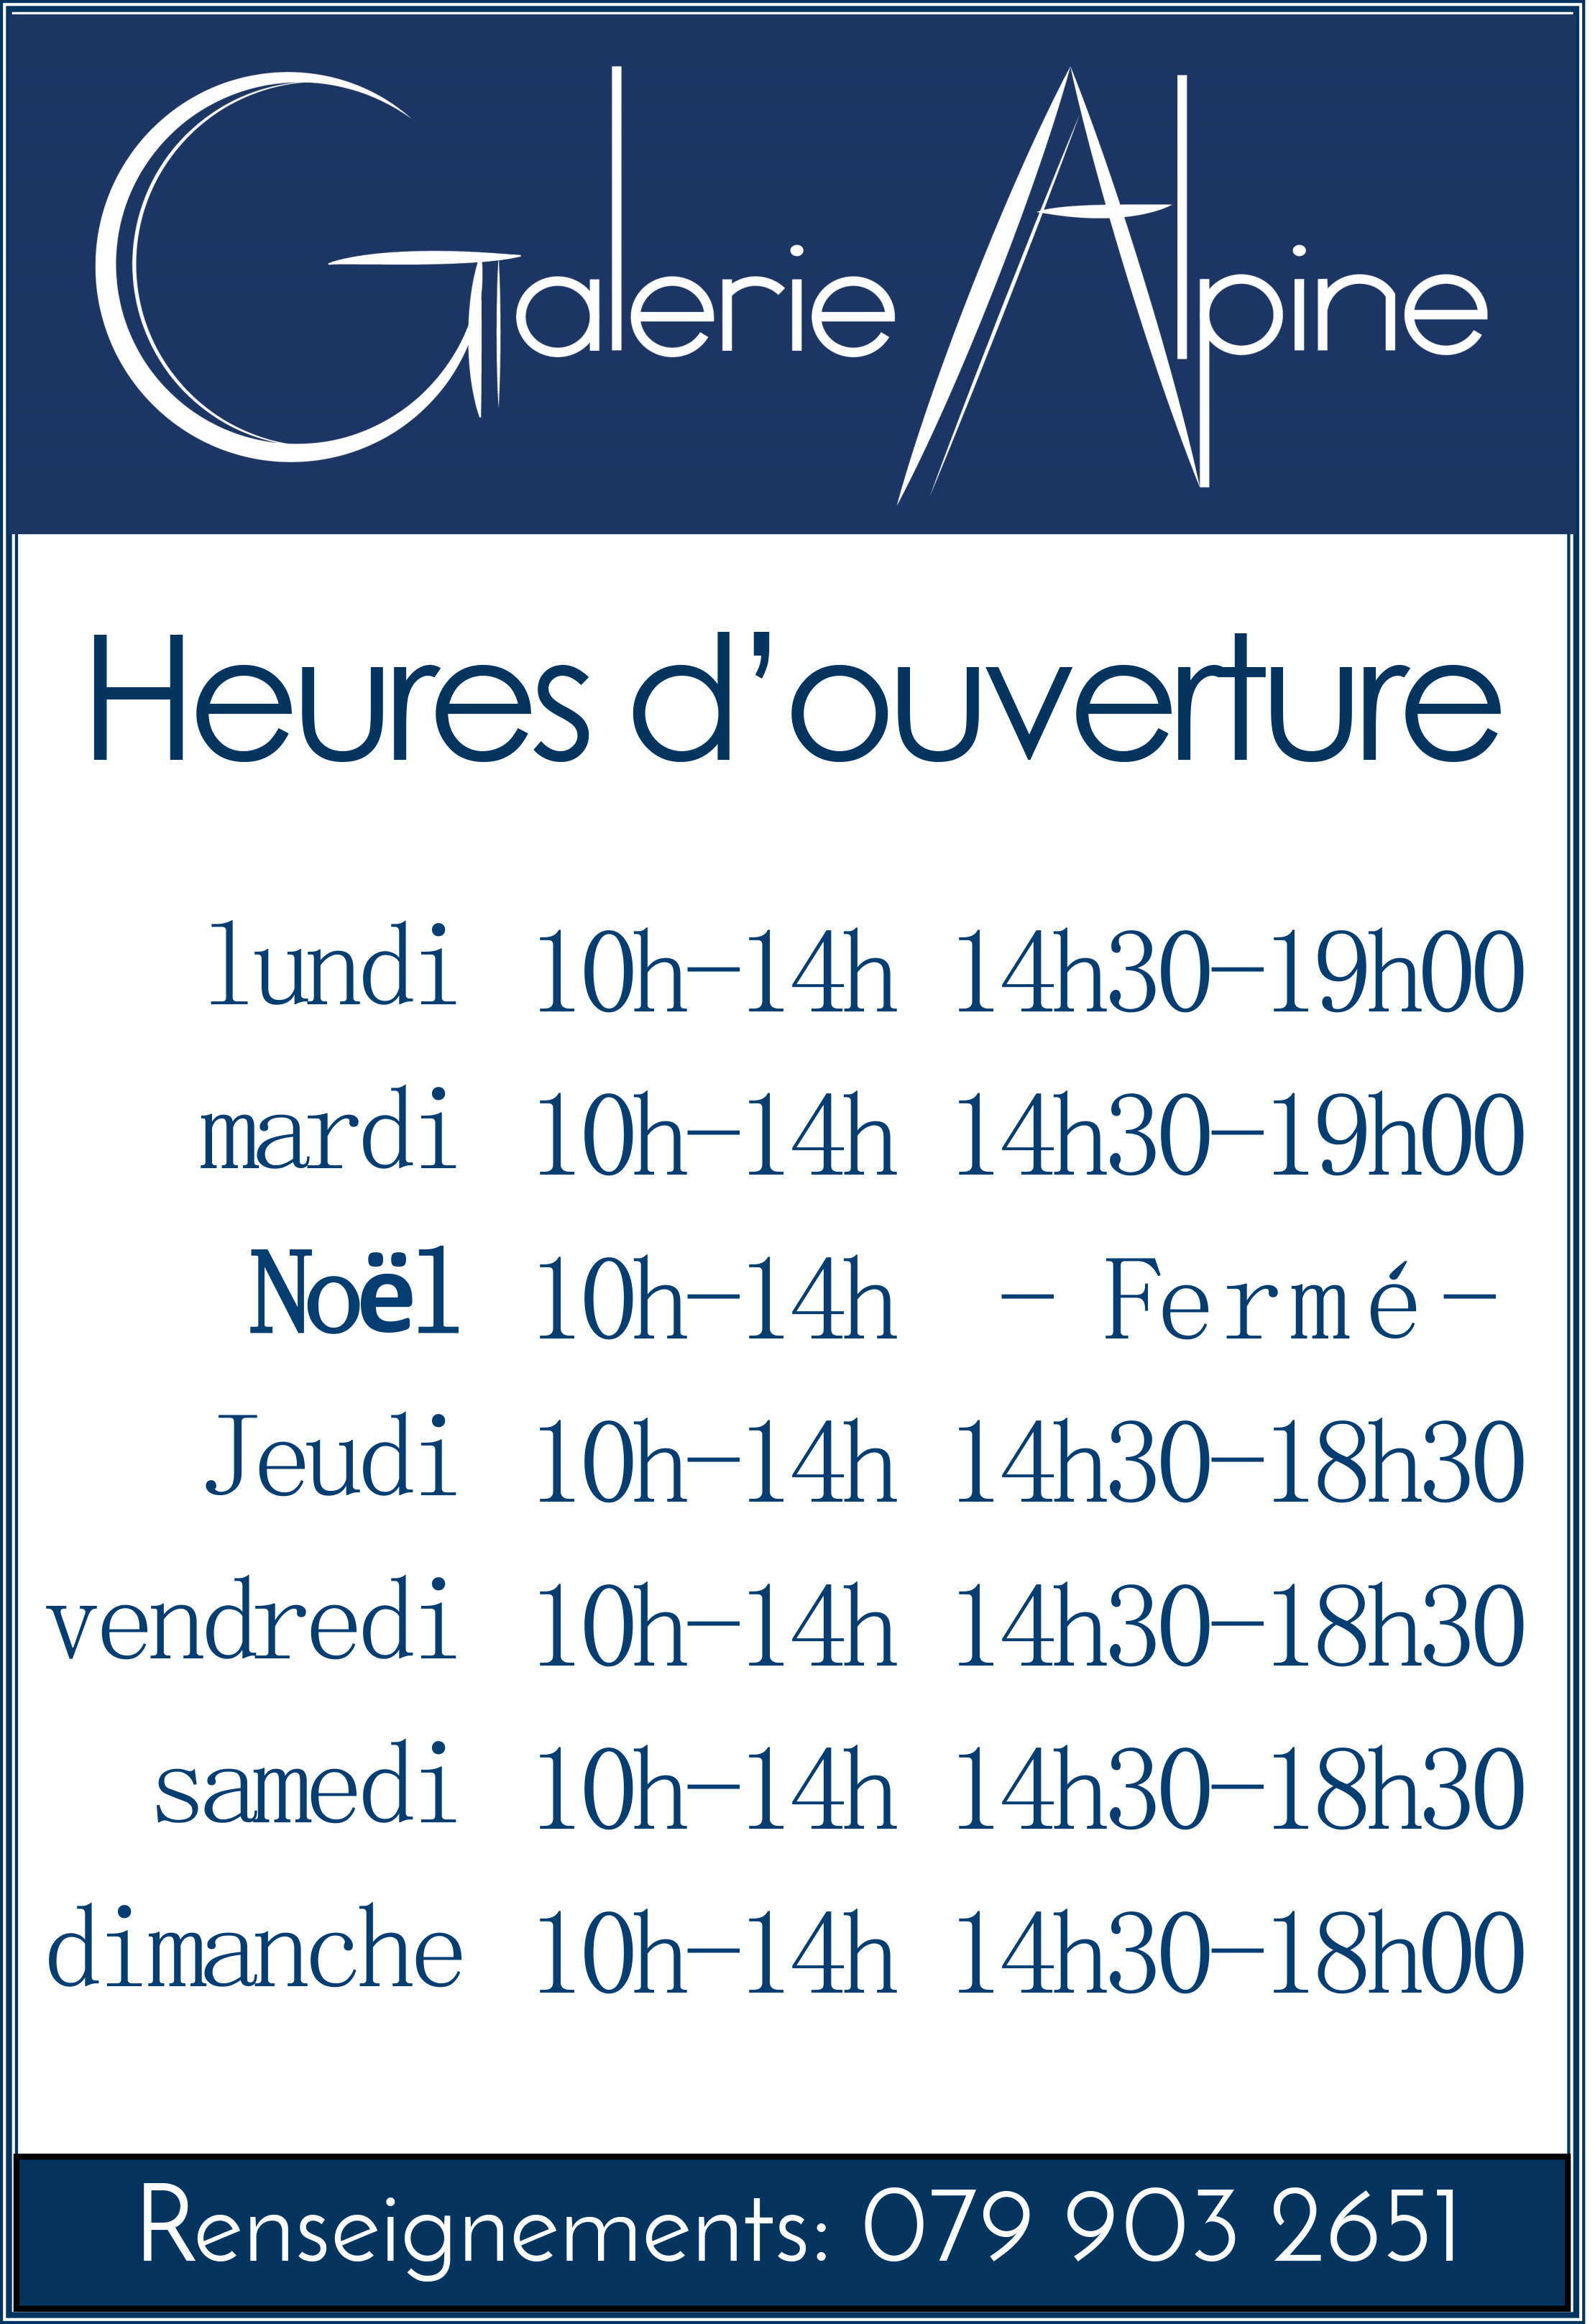 Galerie Alpine
Heures d’ouverture
lundi 10h–14h 14h30–19h00
mardi 10h–14h 14h30–19h00
Noël 10h–14h – Fermé –
Jeudi 10h–14h 14h30–18h30
vendredi 10h–14h 14h30–18h30
samedi 10h–14h 14h30–18h30
dimanche 10h–14h 14h30–18h00
Renseignements: 079 903 2651